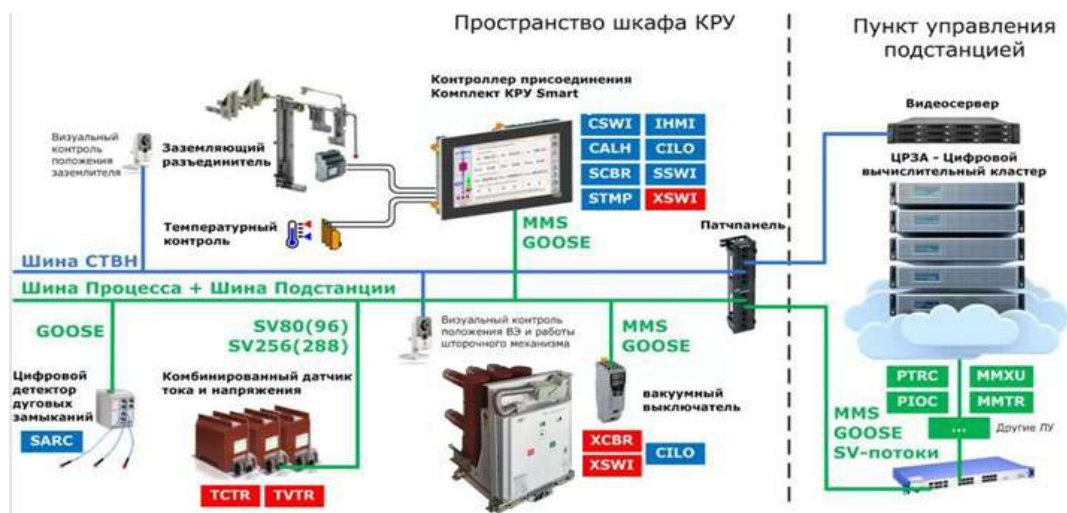 Пространство шкафа КРУ
Пункт управления
подстанцией
Контроллер присоединения
Комплект КРУ Smart
Видеосервер
Визуальный
контроль
положения
заземлителя
Заземляющий
разъединитель
CSWI IHMI
CALH CILO
SCBR SSWI
STMP XSWI
ЦРЗА - Цифровой
вычислительный кластер
Температурный
контроль
MMS
GOOSE
Патчпанель
Шина СТВН
Шина Процесса + Шина Подстанции
GOOSE
SV80(96)
SV256(288)
Визуальный контроль
положения ВЭ и работы
шторочного механизма
MMS
GOOSE
Цифровой
детектор
дуговых
замыканий
SARC
Комбинированный датчик
тока и напряжения
TCTR TVTR
вакуумный
выключатель
XCBR
XSWI
CILO
PTRC MMXU
PIOC MMTR
... Другие ЛУ
MMS
GOOSE
SV-потоки